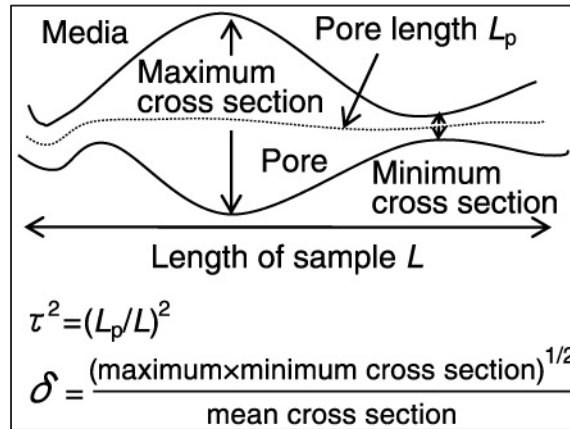 Media
Pore length Lp
Maximum
cross section
Pore
Minimum
cross section
Length of sample L
τ²=(Lp/L)²
δ = (maximum×minimum cross section)^1/2
mean cross section